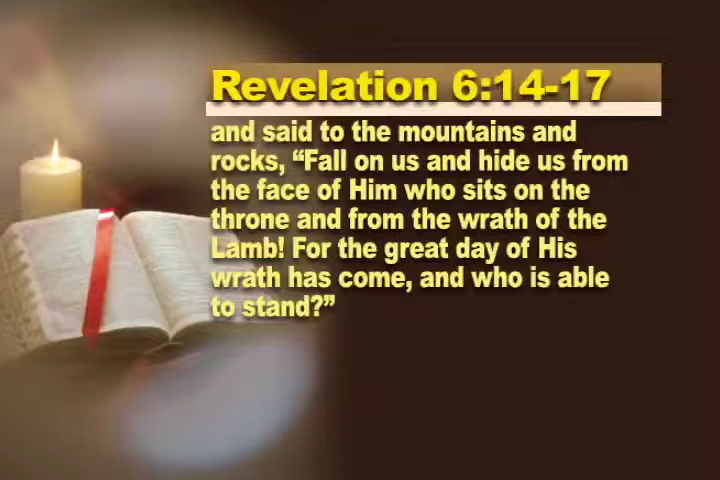 Revelation 6:14-17
and said to the mountains and
rocks, “Fall on us and hide us from
the face of Him who sits on the
throne and from the wrath of the
Lamb! For the great day of His
wrath has come, and who is able
to stand?”